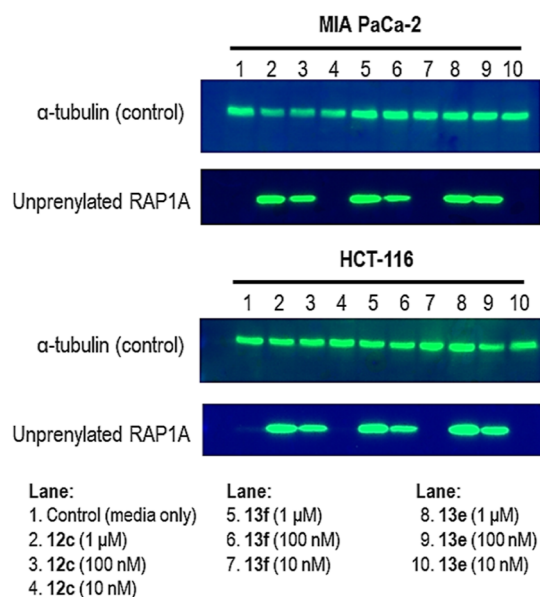 MIA PaCa-2
1 2 3 4 5 6 7 8 9 10
α-tubulin (control)
Unprenylated RAP1A
HCT-116
1 2 3 4 5 6 7 8 9 10
α-tubulin (control)
Unprenylated RAP1A
Lane:
1. Control (media only)
2. 12c (1 µM)
3. 12c (100 nM)
4. 12c (10 nM)
Lane:
5. 13f (1 µM)
6. 13f (100 nM)
7. 13f (10 nM)
Lane:
8. 13e (1 µM)
9. 13e (100 nM)
10. 13e (10 nM)